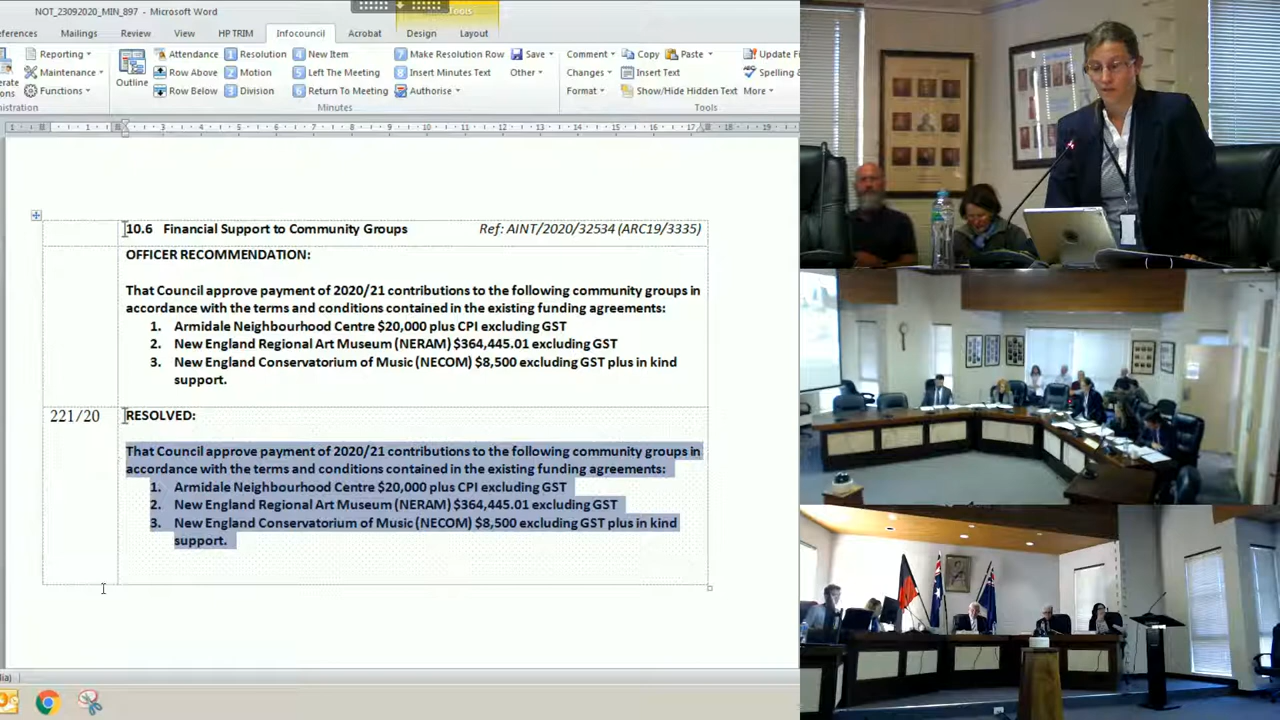 NOT_23092020_MIN_897 - Microsoft Word
Mailings Review View HP TRIM Infocouncil Acrobat Design Layout
Reporting Attendance 1 Resolution 4 New Item 7 Make Resolution Row Save Comment Copy Paste Update
Maintenance Outline Row Above 2 Motion 5 Left The Meeting 8 Insert Minutes Text Other Changes Insert Text Spelling
Functions Row Below 3 Division 6 Return To Meeting Authorise Format Show/Hide Hidden Text More
Minutes Tools
10.6 Financial Support to Community Groups Ref: AINT/2020/32534 (ARC19/3335)
OFFICER RECOMMENDATION:
That Council approve payment of 2020/21 contributions to the following community groups in
accordance with the terms and conditions contained in the existing funding agreements:
1. Armidale Neighbourhood Centre $20,000 plus CPI excluding GST
2. New England Regional Art Museum (NERAM) $364,445.01 excluding GST
3. New England Conservatorium of Music (NECOM) $8,500 excluding GST plus in kind
support.
221/20 RESOLVED:
That Council approve payment of 2020/21 contributions to the following community groups in
accordance with the terms and conditions contained in the existing funding agreements:
1. Armidale Neighbourhood Centre $20,000 plus CPI excluding GST
2. New England Regional Art Museum (NERAM) $364,445.01 excluding GST
3. New England Conservatorium of Music (NECOM) $8,500 excluding GST plus in kind
support.